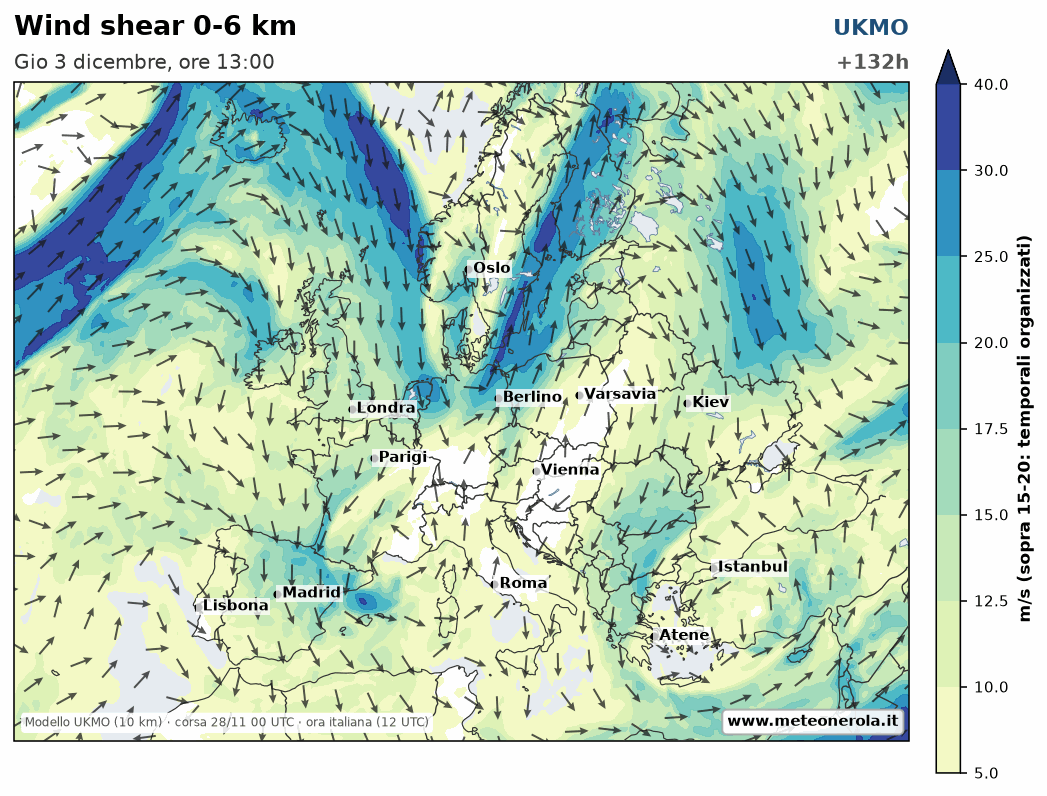 Wind shear 0-6 km
UKMO
Gio 3 dicembre, ore 13:00
+132h
40.0
30.0
25.0
20.0
17.5
15.0
12.5
10.0
5.0
m/s (sopra 15-20: temporali organizzati)
Oslo
Varsavia
Berlino
Kiev
Londra
Parigi
Vienna
Istanbul
Roma
Madrid
Lisbona
Atene
Modello UKMO (10 km) · corsa 28/11 00 UTC · ora italiana (12 UTC)
www.meteonerola.it